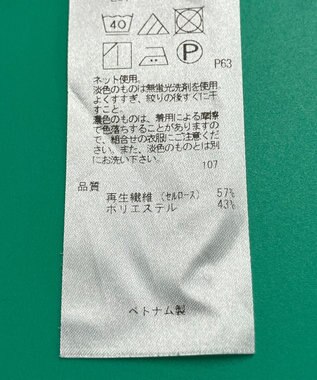 40
P
P63
ネット使用。
淡色のものは無蛍光洗剤を使用
よくすすぎ、絞りの後すぐに干
すこと。
濃色のものは、着用による摩擦
で色落ちすることがありますの
で、組合せの衣服にご注意くださ
い。また、淡色のものとは別
にお洗い下さい。
107
品質
再生繊維（セルロース） 57%
ポリエステル 43%
ベトナム製